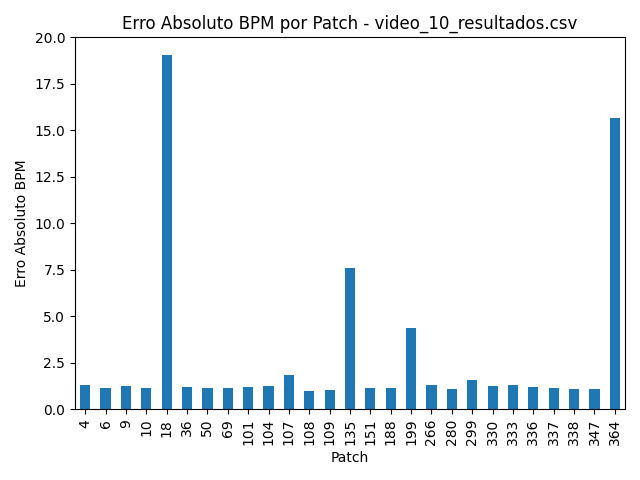 Erro Absoluto BPM por Patch - video_10_resultados.csv
20.0
17.5
15.0
12.5
10.0
7.5
5.0
2.5
0.0
Erro Absoluto BPM
4 6 9 10 18 36 50 69 101 104 107 108 109 135 151 188 199 266 280 299 330 333 336 337 338 347 364
Patch